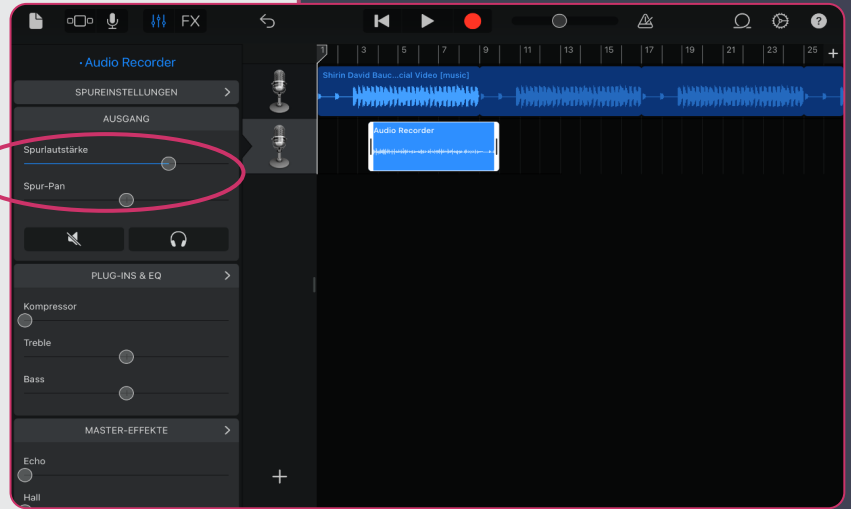 FX
?
1 3 5 7 9 11 13 15 17 19 21 23 25 +
• Audio Recorder
SPUREINSTELLUNGEN
AUSGANG
Spurlautstärke
Spur-Pan
PLUG-INS & EQ
Kompressor
Treble
Bass
MASTER-EFFEKTE
Echo
Hall
Shirin David Bauc...cial Video [music]
Audio Recorder
+